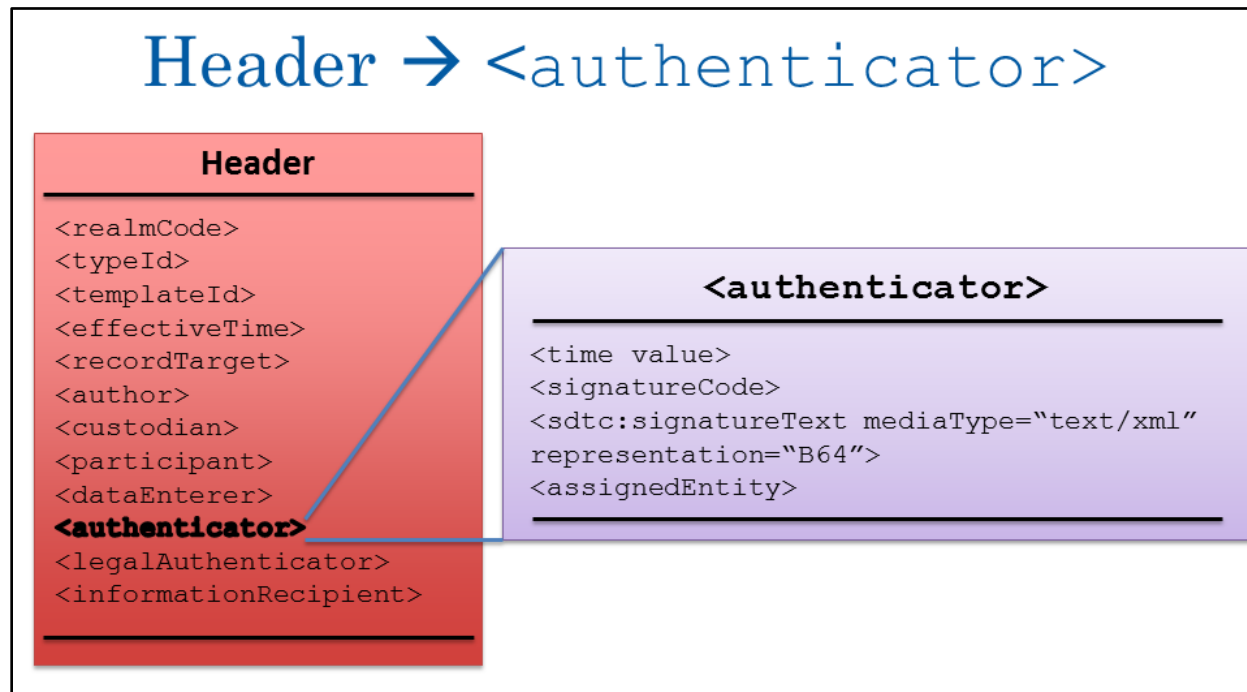 Header → <authenticator>
Header
<realmCode>
<typeId>
<templateId>
<effectiveTime>
<recordTarget>
<author>
<custodian>
<participant>
<dataEnterer>
<authenticator>
<legalAuthenticator>
<informationRecipient>
<authenticator>
<time value>
<signatureCode>
<sdtc:signatureText mediaType=“text/xml”
representation=“B64”>
<assignedEntity>